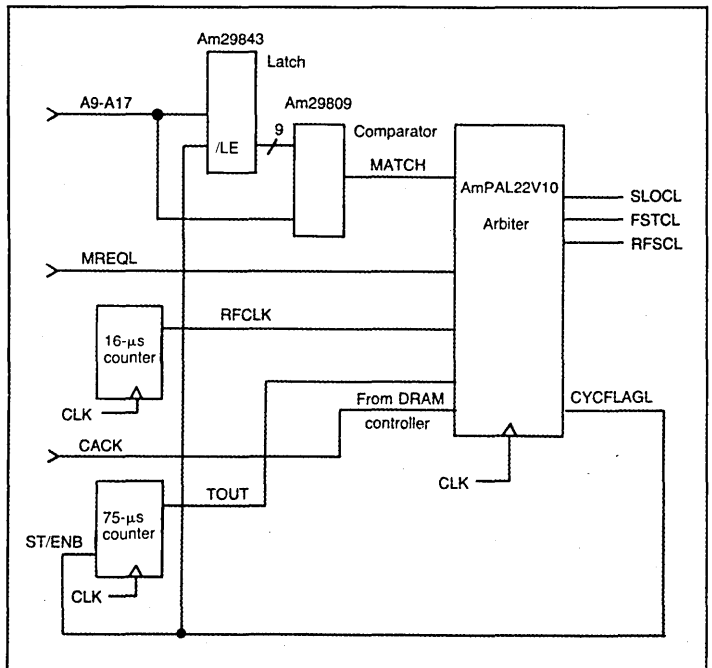 Am29843
Latch
A9-A17
Am29809
/LE
9
Comparator
MATCH
AmPAL22V10
Arbiter
SLOCL
FSTCL
RFSCL
MREQL
16-μs
counter
RFCLK
CLK
From DRAM
controller
CYCFLAGL
CACK
CLK
TOUT
75-μs
counter
ST/ENB
CLK